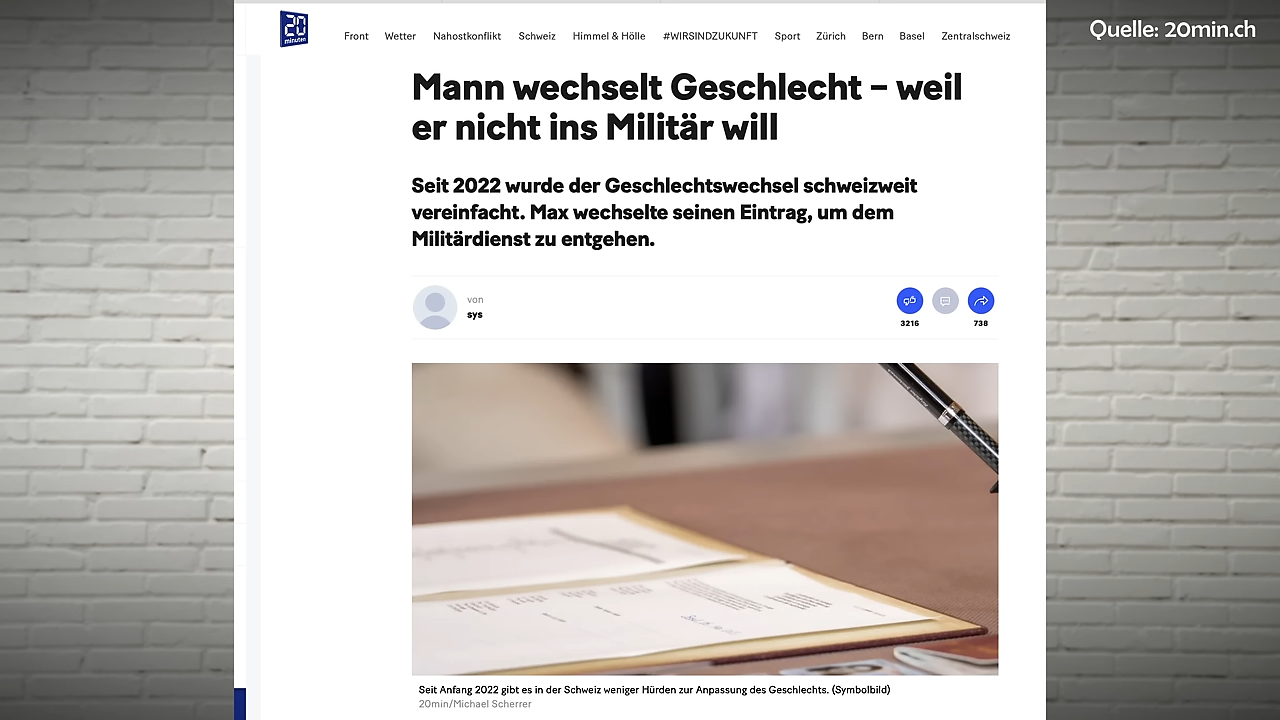 Quelle: 20min.ch
20
minuten
Front Wetter Nahostkonflikt Schweiz Himmel & Hölle #WIRSINDZUKUNFT Sport Zürich Bern Basel Zentralschweiz
Mann wechselt Geschlecht – weil
er nicht ins Militär will
Seit 2022 wurde der Geschlechtswechsel schweizweit
vereinfacht. Max wechselte seinen Eintrag, um dem
Militärdienst zu entgehen.
von
sys
3216 738
Seit Anfang 2022 gibt es in der Schweiz weniger Hürden zur Anpassung des Geschlechts. (Symbolbild)
20min/Michael Scherrer